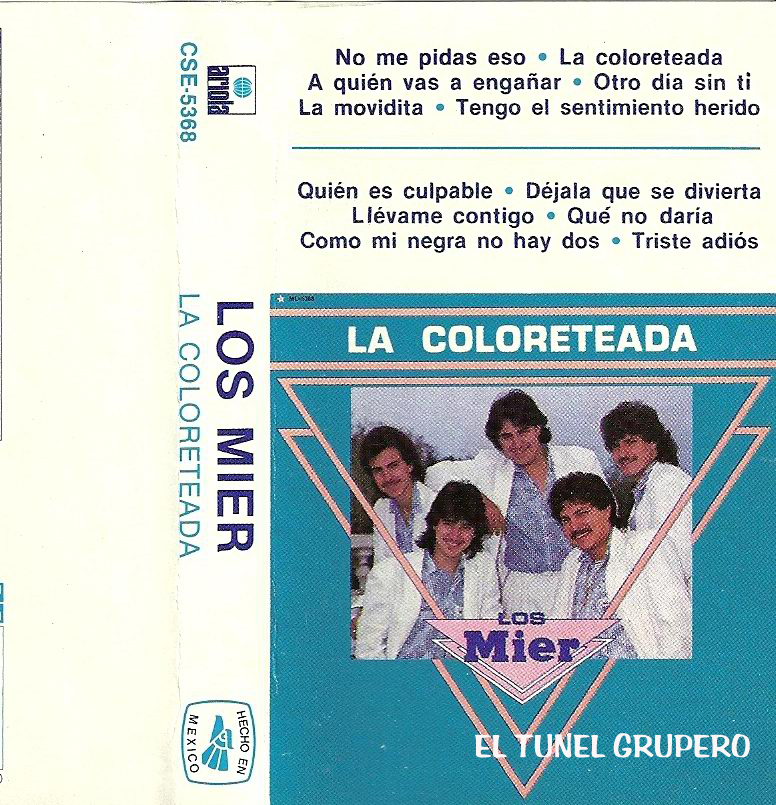 No me pidas eso • La coloreteada
A quién vas a engañar • Otro día sin ti
La movidita • Tengo el sentimiento herido
Quién es culpable • Déjala que se divierta
Llévame contigo • Qué no daría
Como mi negra no hay dos • Triste adiós
CSE-5368
ariola
LOS MIER
LA COLORETEADA
HECHO EN
MEXICO
LA COLORETEADA
LOS
Mier
EL TUNEL GRUPERO